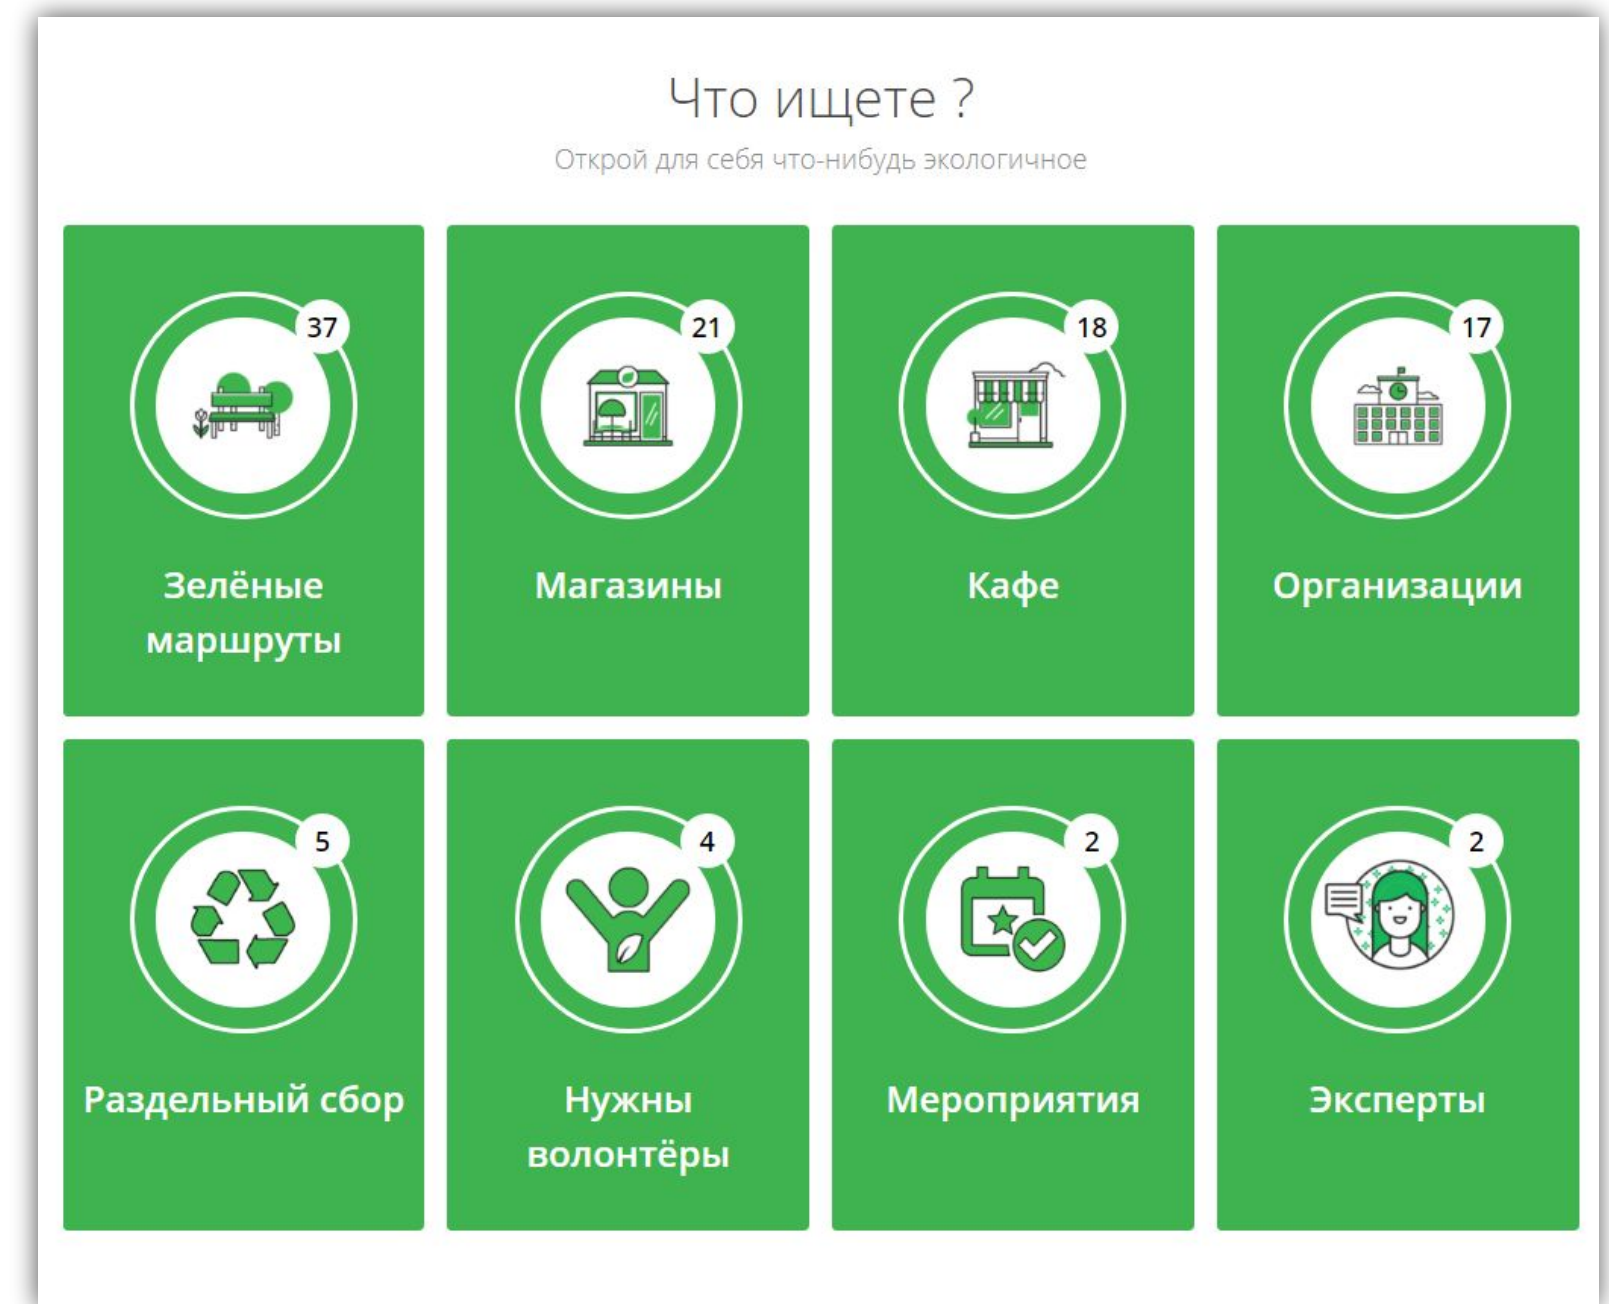 Что ищете ?
Открой для себя что-нибудь экологичное
37
Зелёные
маршруты
21
Магазины
18
Кафе
17
Организации
5
Раздельный сбор
4
Нужны
волонтёры
2
Мероприятия
2
Эксперты